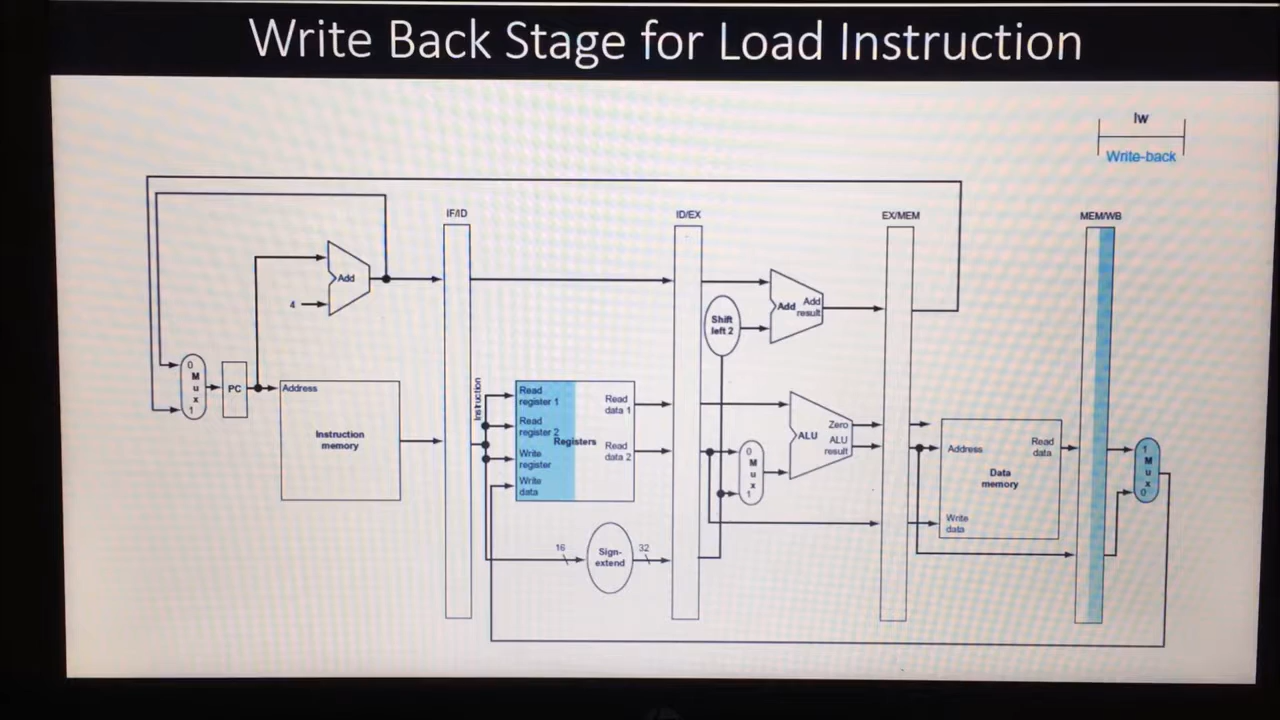 Write Back Stage for Load Instruction
lw
Write-back
IF/ID
ID/EX
EX/MEM
MEM/WB
Add
4
Shift
left 2
Add
Add
result
0
M
u
x
1
PC
Address
Instruction
memory
Instruction
Read
register 1
Read
register 2
Write
register
Write
data
Registers
Read
data 1
Read
data 2
16
Sign-
extend
32
0
M
u
x
1
ALU
Zero
ALU
result
Address
Read
data
Data
memory
Write
data
1
M
u
x
0